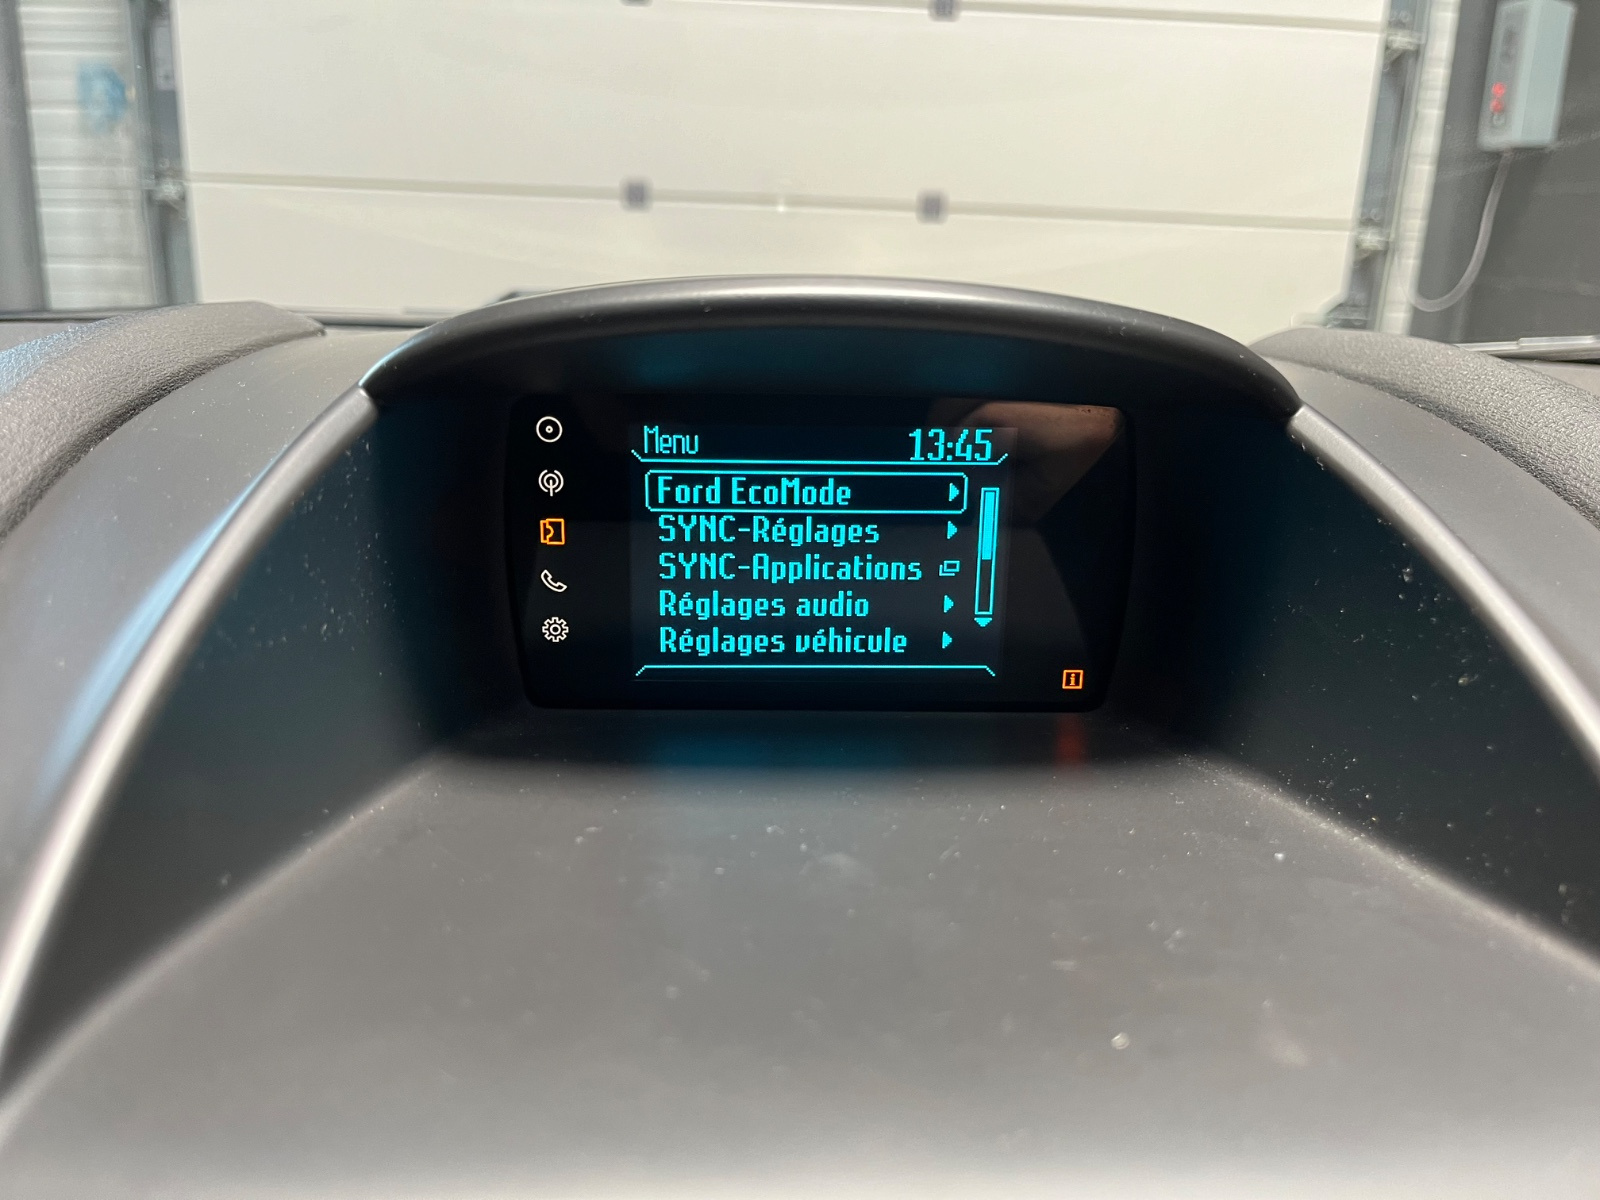 Menu 13:45
Ford EcoMode
SYNC-Réglages
SYNC-Applications
Réglages audio
Réglages véhicule
i